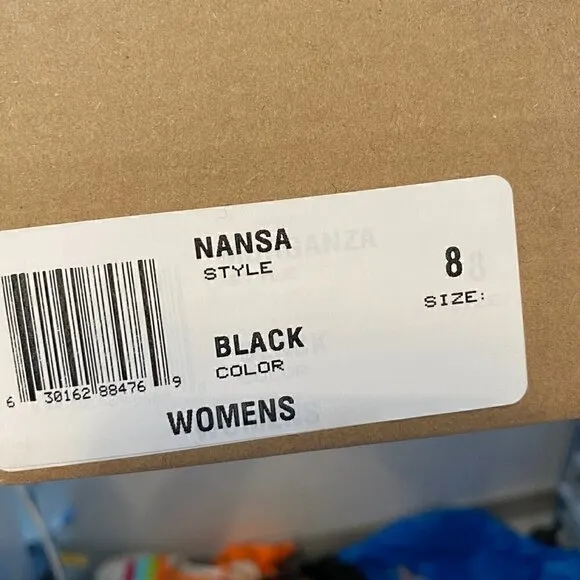 NANSA
STYLE
8
SIZE:
BLACK
COLOR
6 30162 88476 9
WOMENS